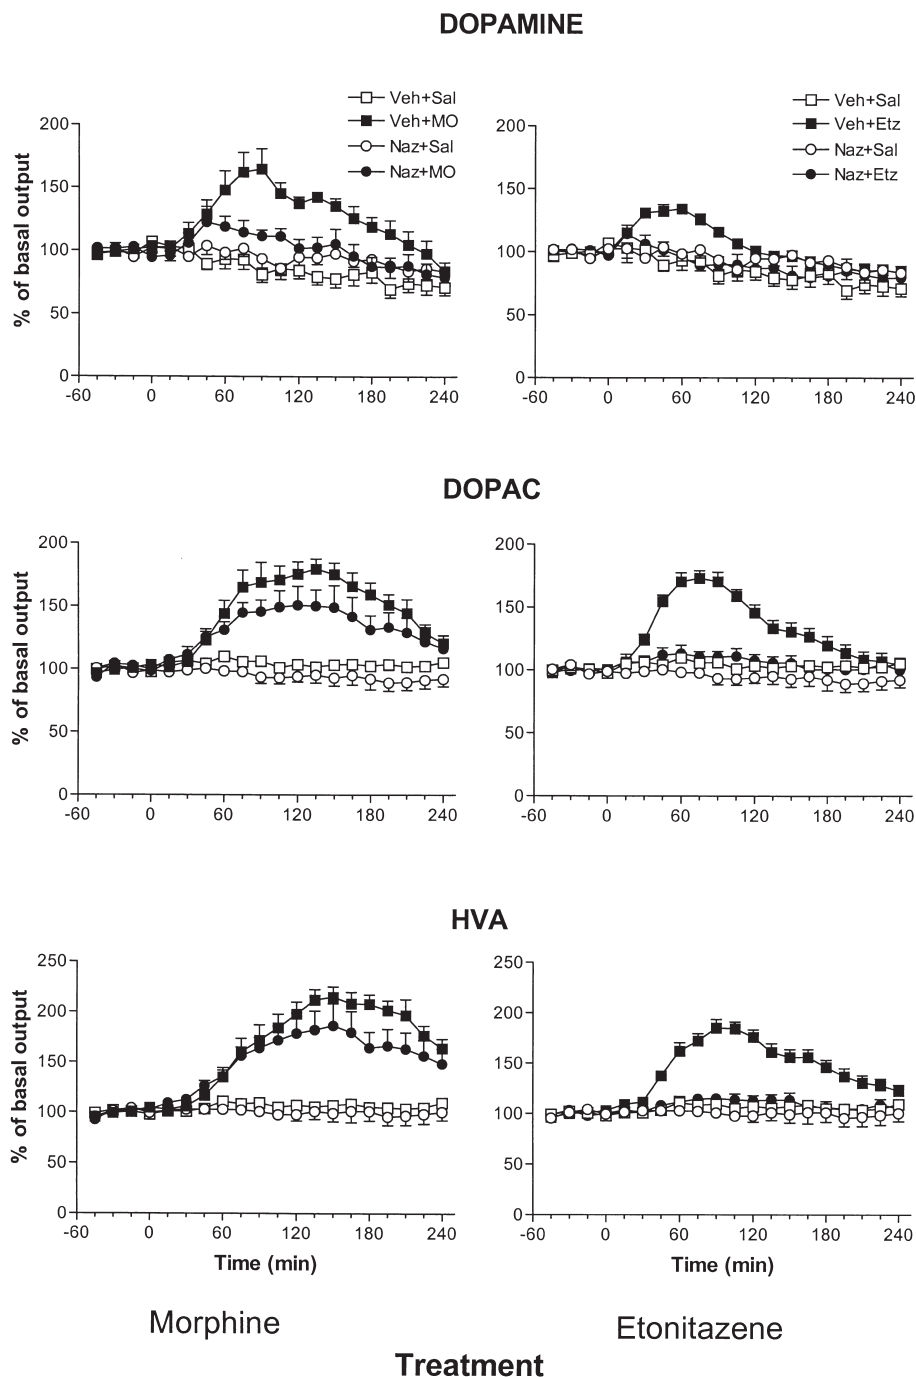 DOPAMINE
Veh+Sal
Veh+MO
Naz+Sal
Naz+MO
% of basal output
200
150
100
50
0
-60 0 60 120 180 240
Veh+Sal
Veh+Etz
Naz+Sal
Naz+Etz
200
150
100
50
0
-60 0 60 120 180 240
DOPAC
% of basal output
200
150
100
50
0
-60 0 60 120 180 240
200
150
100
50
0
-60 0 60 120 180 240
HVA
% of basal output
250
200
150
100
50
0
-60 0 60 120 180 240
Time (min)
250
200
150
100
50
0
-60 0 60 120 180 240
Time (min)
Morphine
Etonitazene
Treatment